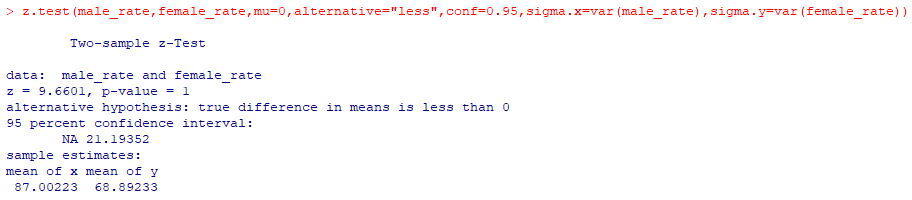 > z.test(male_rate,female_rate,mu=0,alternative="less",conf=0.95,sigma.x=var(male_rate),sigma.y=var(female_rate))
Two-sample z-Test
data:  male_rate and female_rate
z = 9.6601, p-value = 1
alternative hypothesis: true difference in means is less than 0
95 percent confidence interval:
NA 21.19352
sample estimates:
mean of x mean of y
87.00223  68.89233